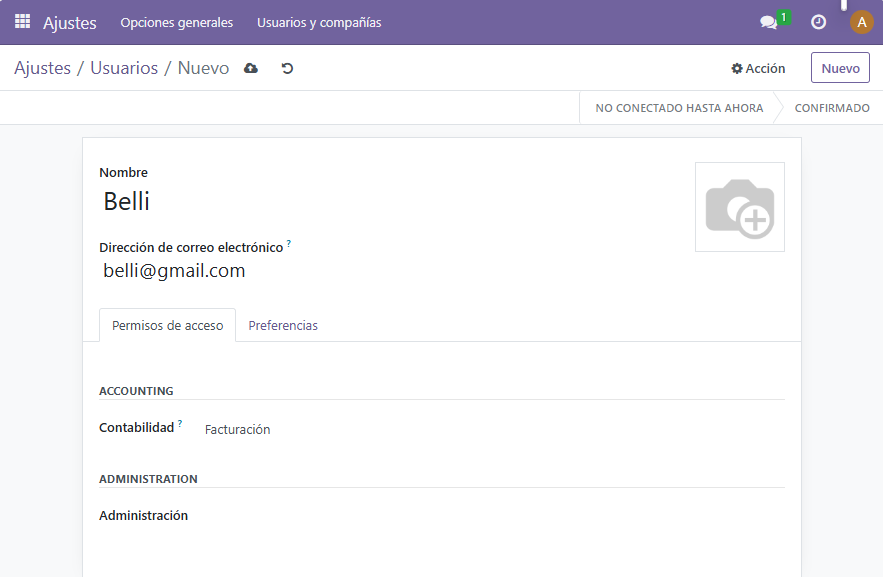 Ajustes Opciones generales Usuarios y compañías 1 A
Ajustes / Usuarios / Nuevo Acción Nuevo
NO CONECTADO HASTA AHORA CONFIRMADO
Nombre
Belli
Dirección de correo electrónico ?
belli@gmail.com
Permisos de acceso Preferencias
ACCOUNTING
Contabilidad ? Facturación
ADMINISTRATION
Administración